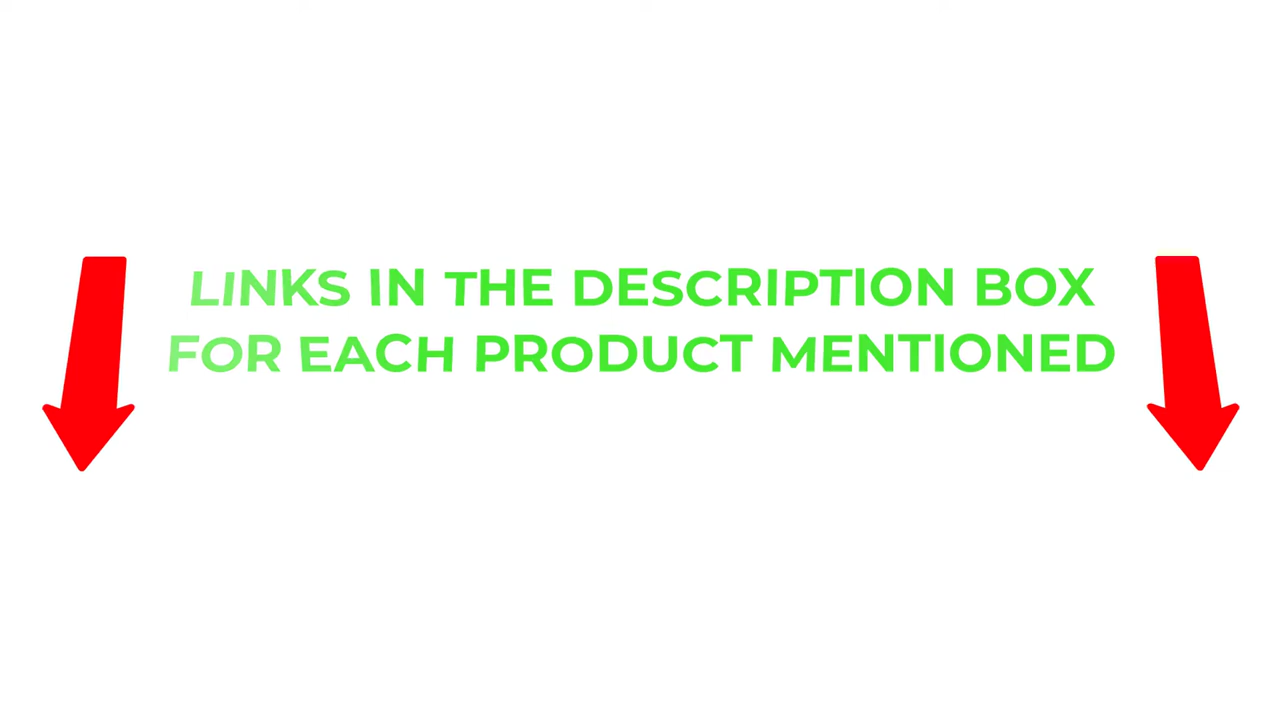 LINKS IN THE DESCRIPTION BOX
FOR EACH PRODUCT MENTIONED